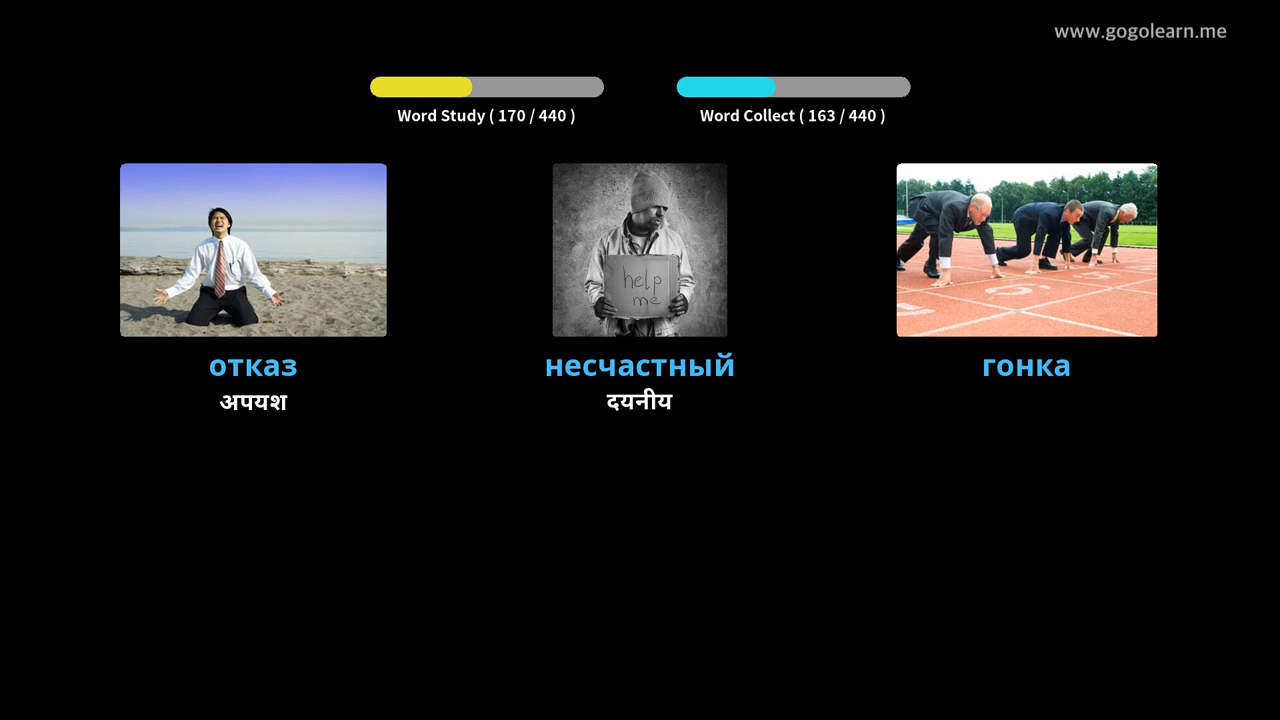 www.gogolearn.me
Word Study ( 170 / 440 )
Word Collect ( 163 / 440 )
help
me
отказ
несчастный
гонка
अपयश
दयनीय